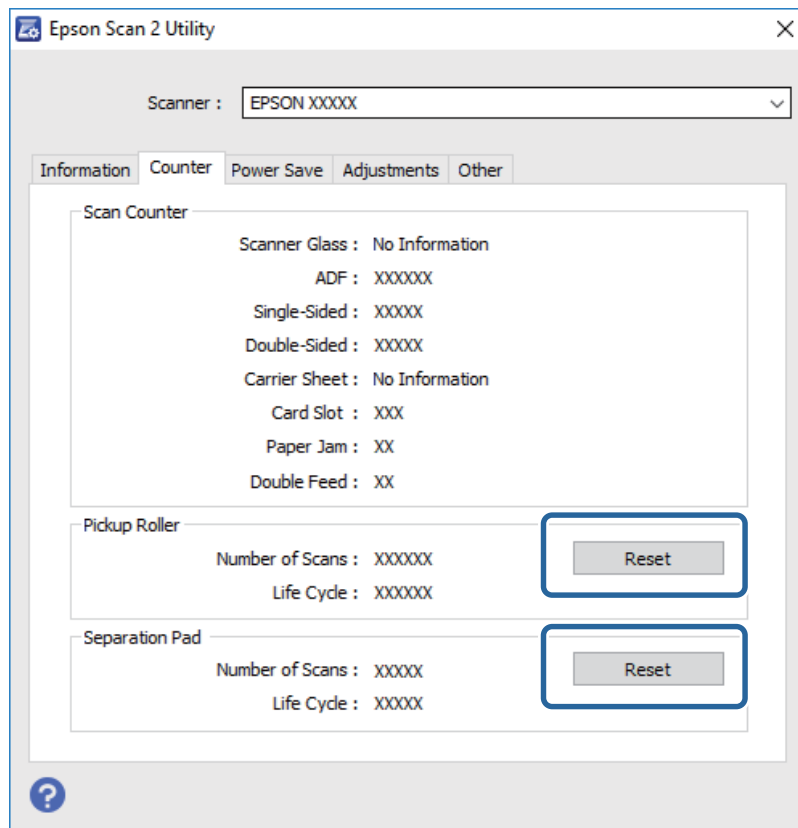 Epson Scan 2 Utility
Scanner : EPSON XXXXX
Information Counter Power Save Adjustments Other
Scan Counter
Scanner Glass : No Information
ADF : XXXXXX
Single-Sided : XXXXX
Double-Sided : XXXXX
Carrier Sheet : No Information
Card Slot : XXX
Paper Jam : XX
Double Feed : XX
Pickup Roller
Number of Scans : XXXXXX Reset
Life Cycle : XXXXXX
Separation Pad
Number of Scans : XXXXX Reset
Life Cycle : XXXXX
?